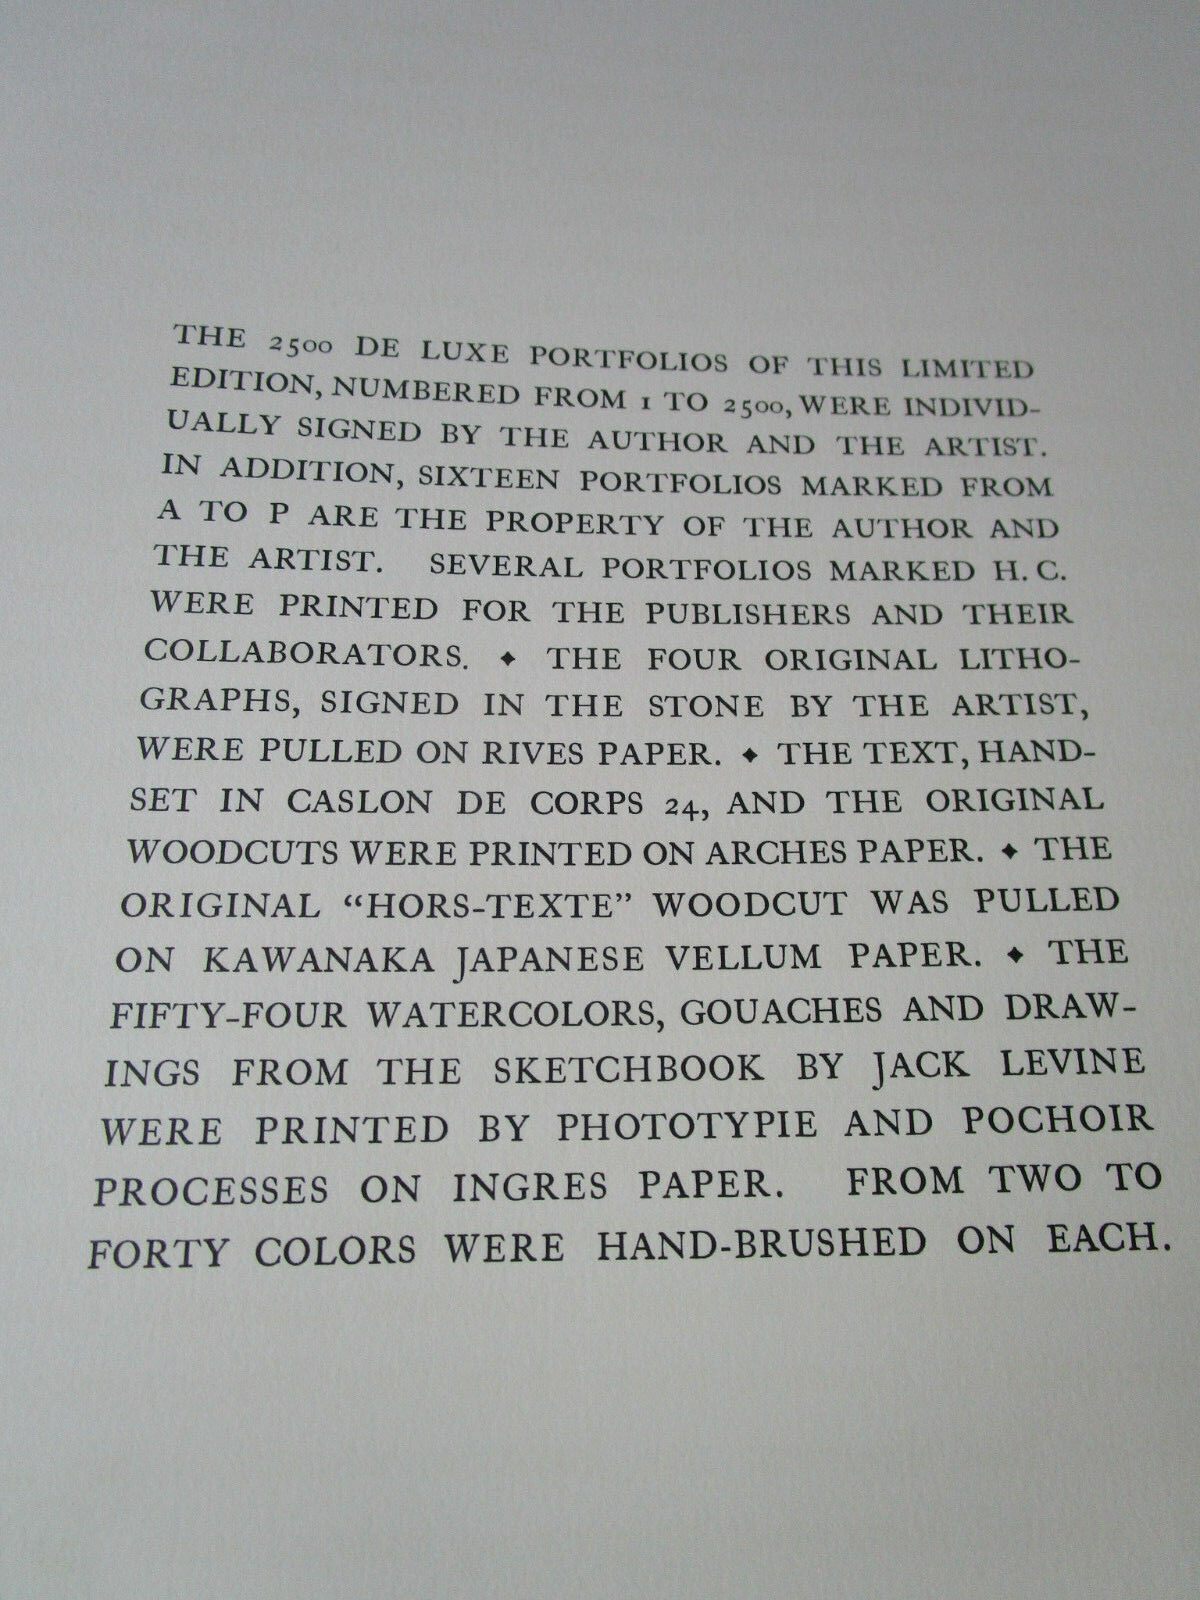 THE 2500 DE LUXE PORTFOLIOS OF THIS LIMITED
EDITION, NUMBERED FROM 1 TO 2500, WERE INDIVID-
UALLY SIGNED BY THE AUTHOR AND THE ARTIST.
IN ADDITION, SIXTEEN PORTFOLIOS MARKED FROM
A TO P ARE THE PROPERTY OF THE AUTHOR AND
THE ARTIST. SEVERAL PORTFOLIOS MARKED H. C.
WERE PRINTED FOR THE PUBLISHERS AND THEIR
COLLABORATORS. ◆ THE FOUR ORIGINAL LITHO-
GRAPHS, SIGNED IN THE STONE BY THE ARTIST,
WERE PULLED ON RIVES PAPER. ◆ THE TEXT, HAND-
SET IN CASLON DE CORPS 24, AND THE ORIGINAL
WOODCUTS WERE PRINTED ON ARCHES PAPER. ◆ THE
ORIGINAL “HORS-TEXTE” WOODCUT WAS PULLED
ON KAWANAKA JAPANESE VELLUM PAPER. ◆ THE
FIFTY-FOUR WATERCOLORS, GOUACHES AND DRAW-
INGS FROM THE SKETCHBOOK BY JACK LEVINE
WERE PRINTED BY PHOTOTYPIE AND POCHOIR
PROCESSES ON INGRES PAPER. FROM TWO TO
FORTY COLORS WERE HAND-BRUSHED ON EACH.